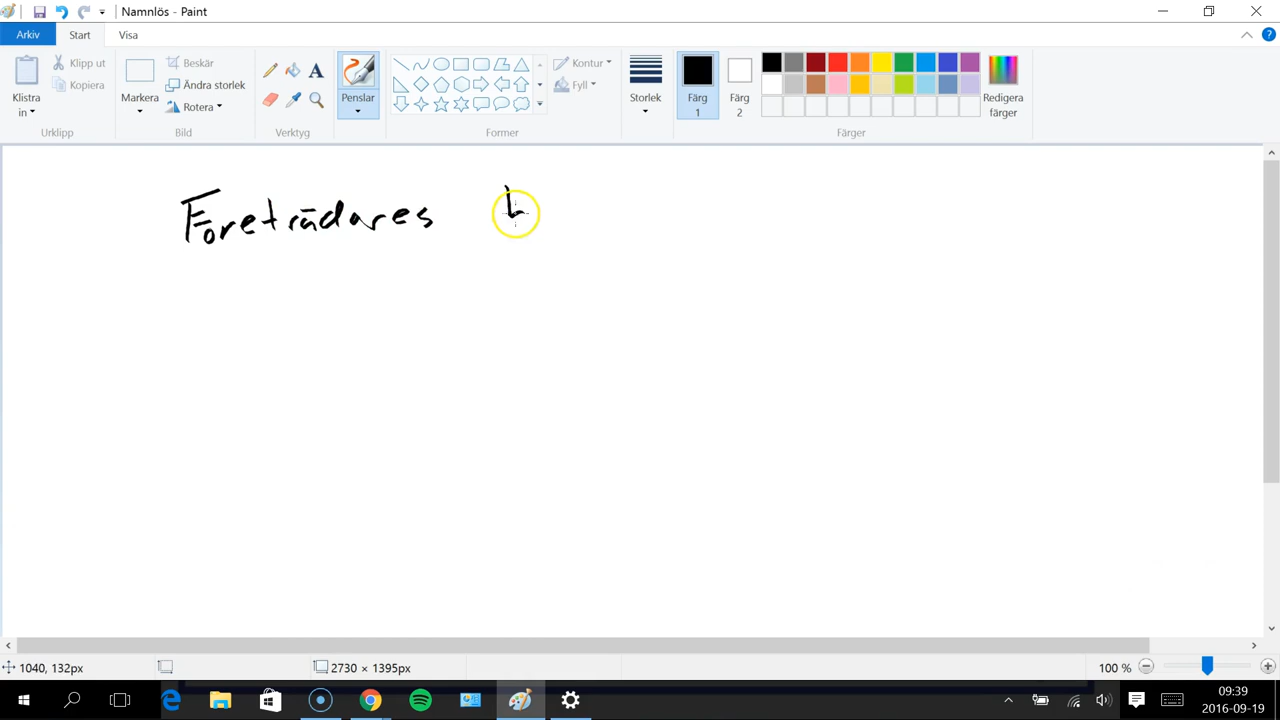 Namnlös - Paint
Arkiv Start Visa
Klistra in
Klipp ut
Kopiera
Urklipp
Markera
Beskär
Ändra storlek
Rotera
Bild
Verktyg
Penslar
Former
Kontur
Fyll
Storlek
Färg 1
Färg 2
Redigera färger
Färger
Företrädares
1040, 132px
2730 × 1395px
100 %
09:39
2016-09-19